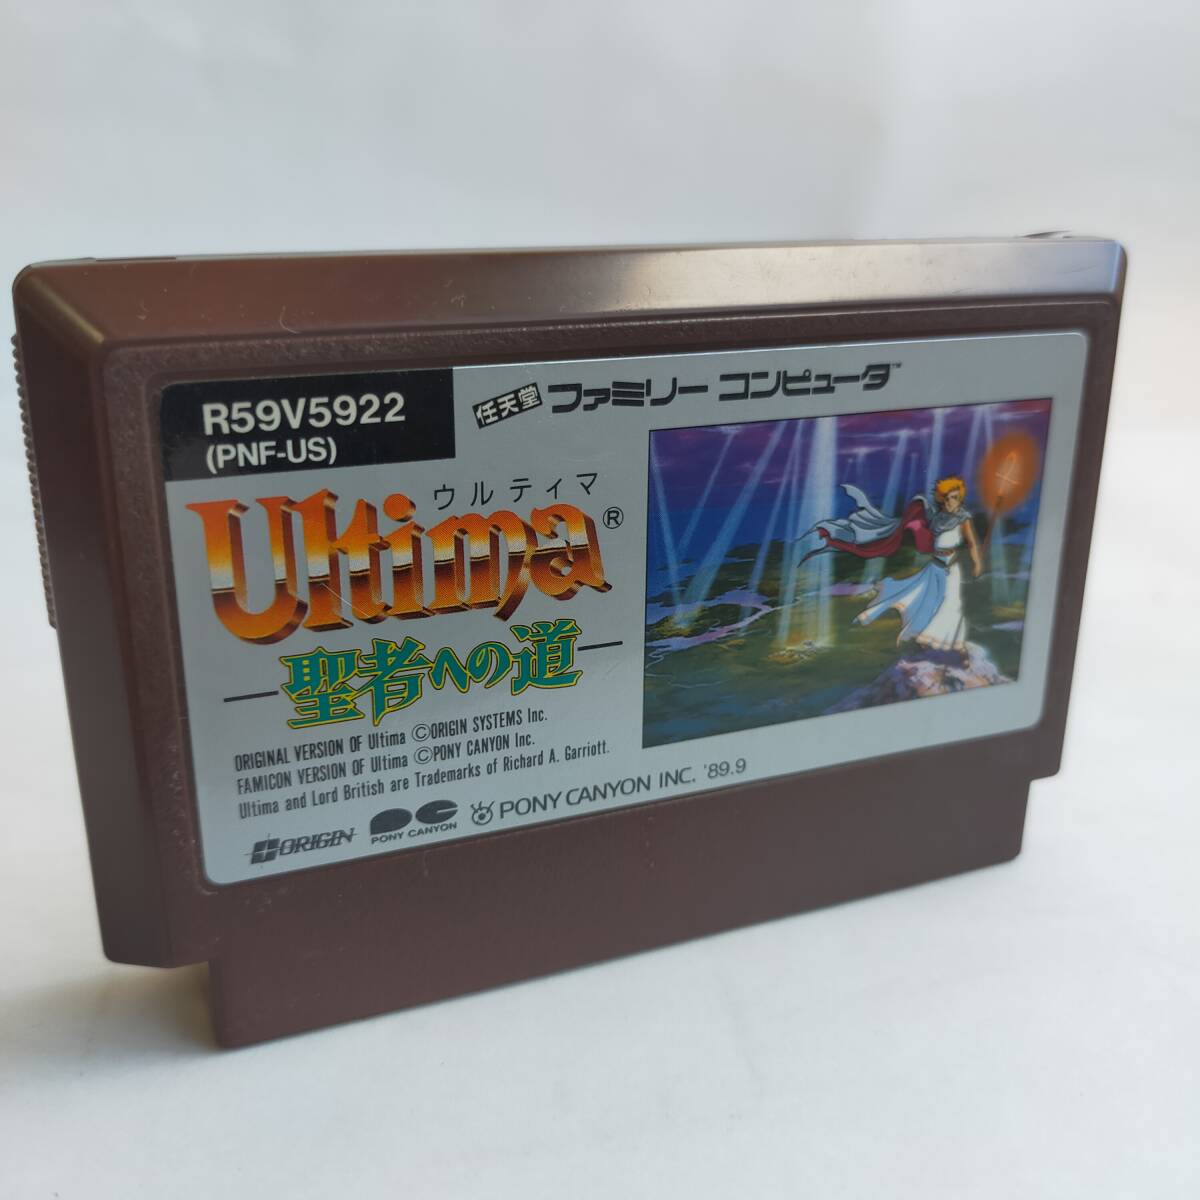 R59V5922
(PNF-US)
任天堂 ファミリー コンピュータ™
ウルティマ
Ultima®
聖者への道
ORIGINAL VERSION OF Ultima ©ORIGIN SYSTEMS Inc.
FAMICON VERSION OF Ultima ©PONY CANYON Inc.
Ultima and Lord British are Trademarks of Richard A. Garriott.
ORIGIN
PONY CANYON
PONY CANYON INC. '89.9